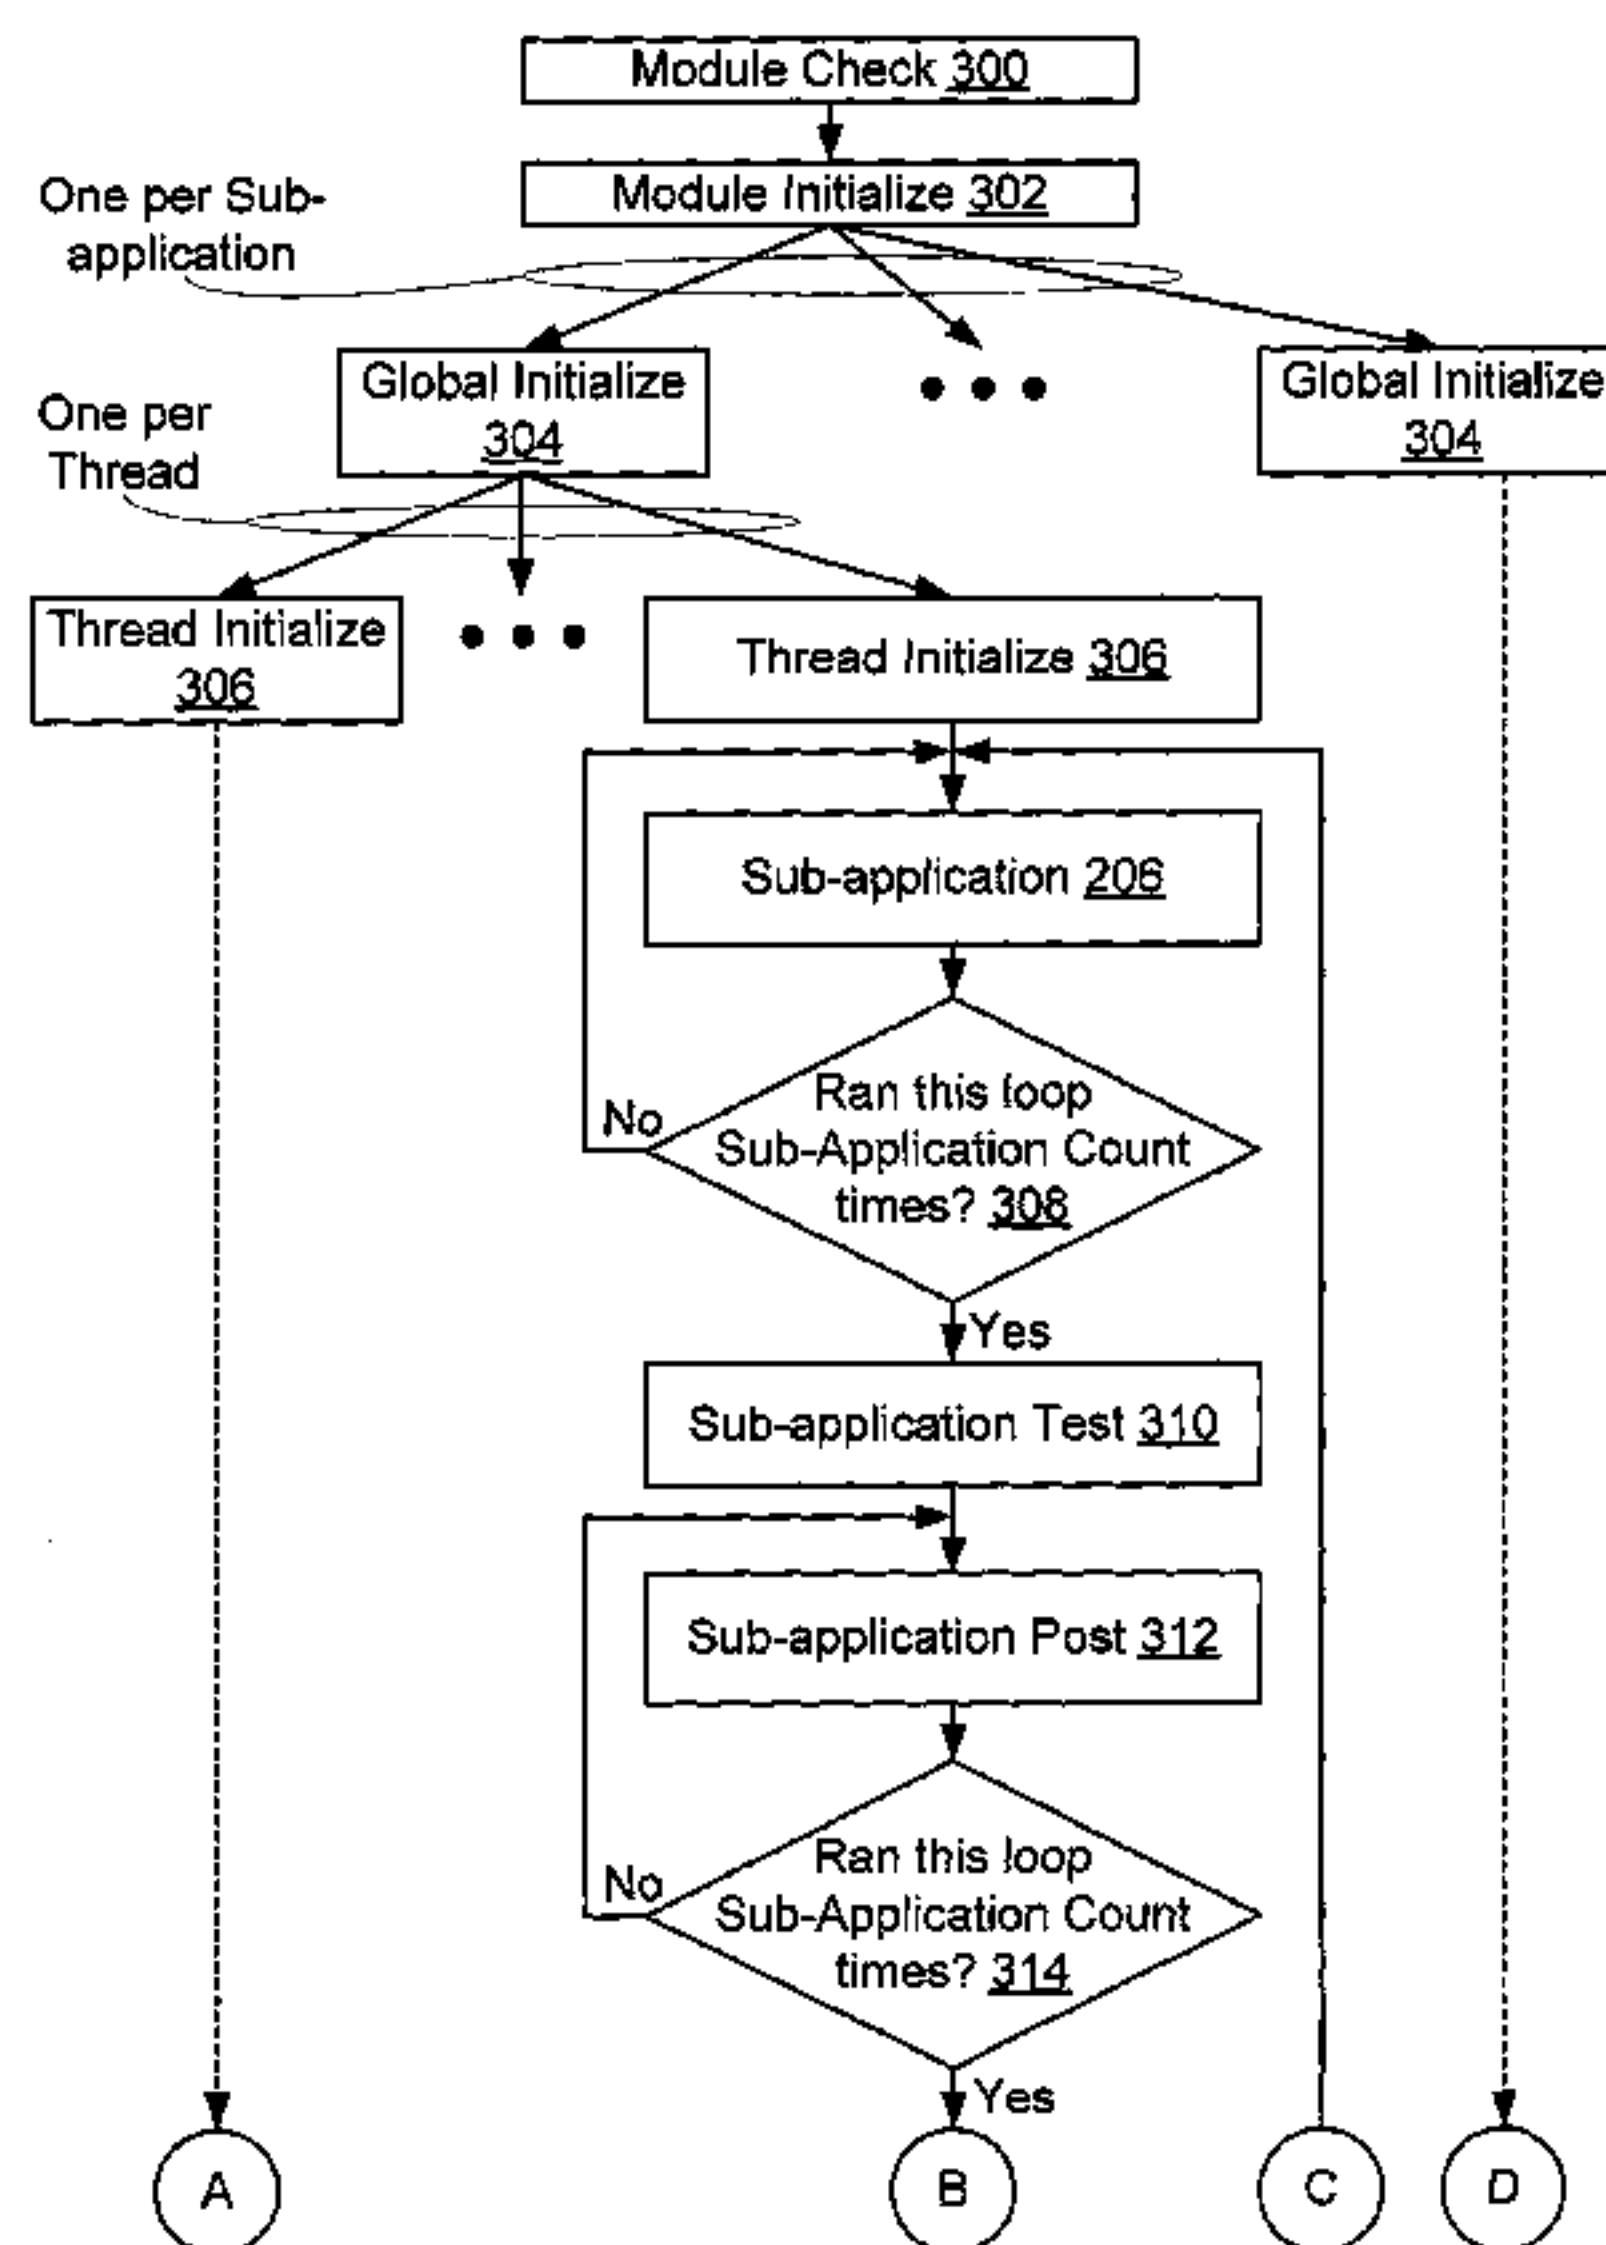 Module Check 300
Module Initialize 302
One per Sub-
application
Global Initialize
304
Global Initialize
304
One per
Thread
Thread Initialize
306
Thread Initialize 306
Sub-application 206
Ran this loop
Sub-Application Count
times? 308
No
Yes
Sub-application Test 310
Sub-application Post 312
Ran this loop
Sub-Application Count
times? 314
No
Yes
A
B
C
D